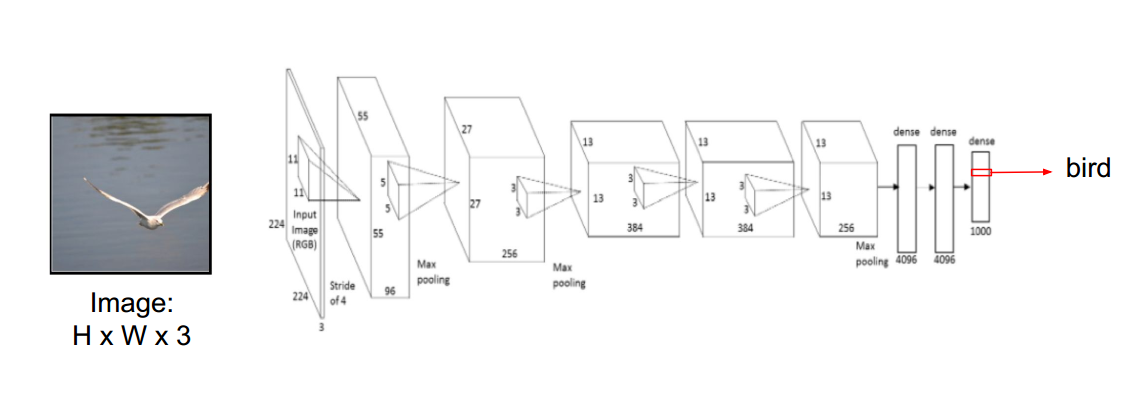 Image:
H x W x 3
224
224
3
11
11
Input
Image
(RGB)
Stride
of 4
55
55
96
5
5
Max
pooling
27
27
256
3
3
Max
pooling
13
13
384
3
3
13
13
384
3
3
13
13
256
Max
pooling
dense
4096
dense
4096
dense
1000
bird